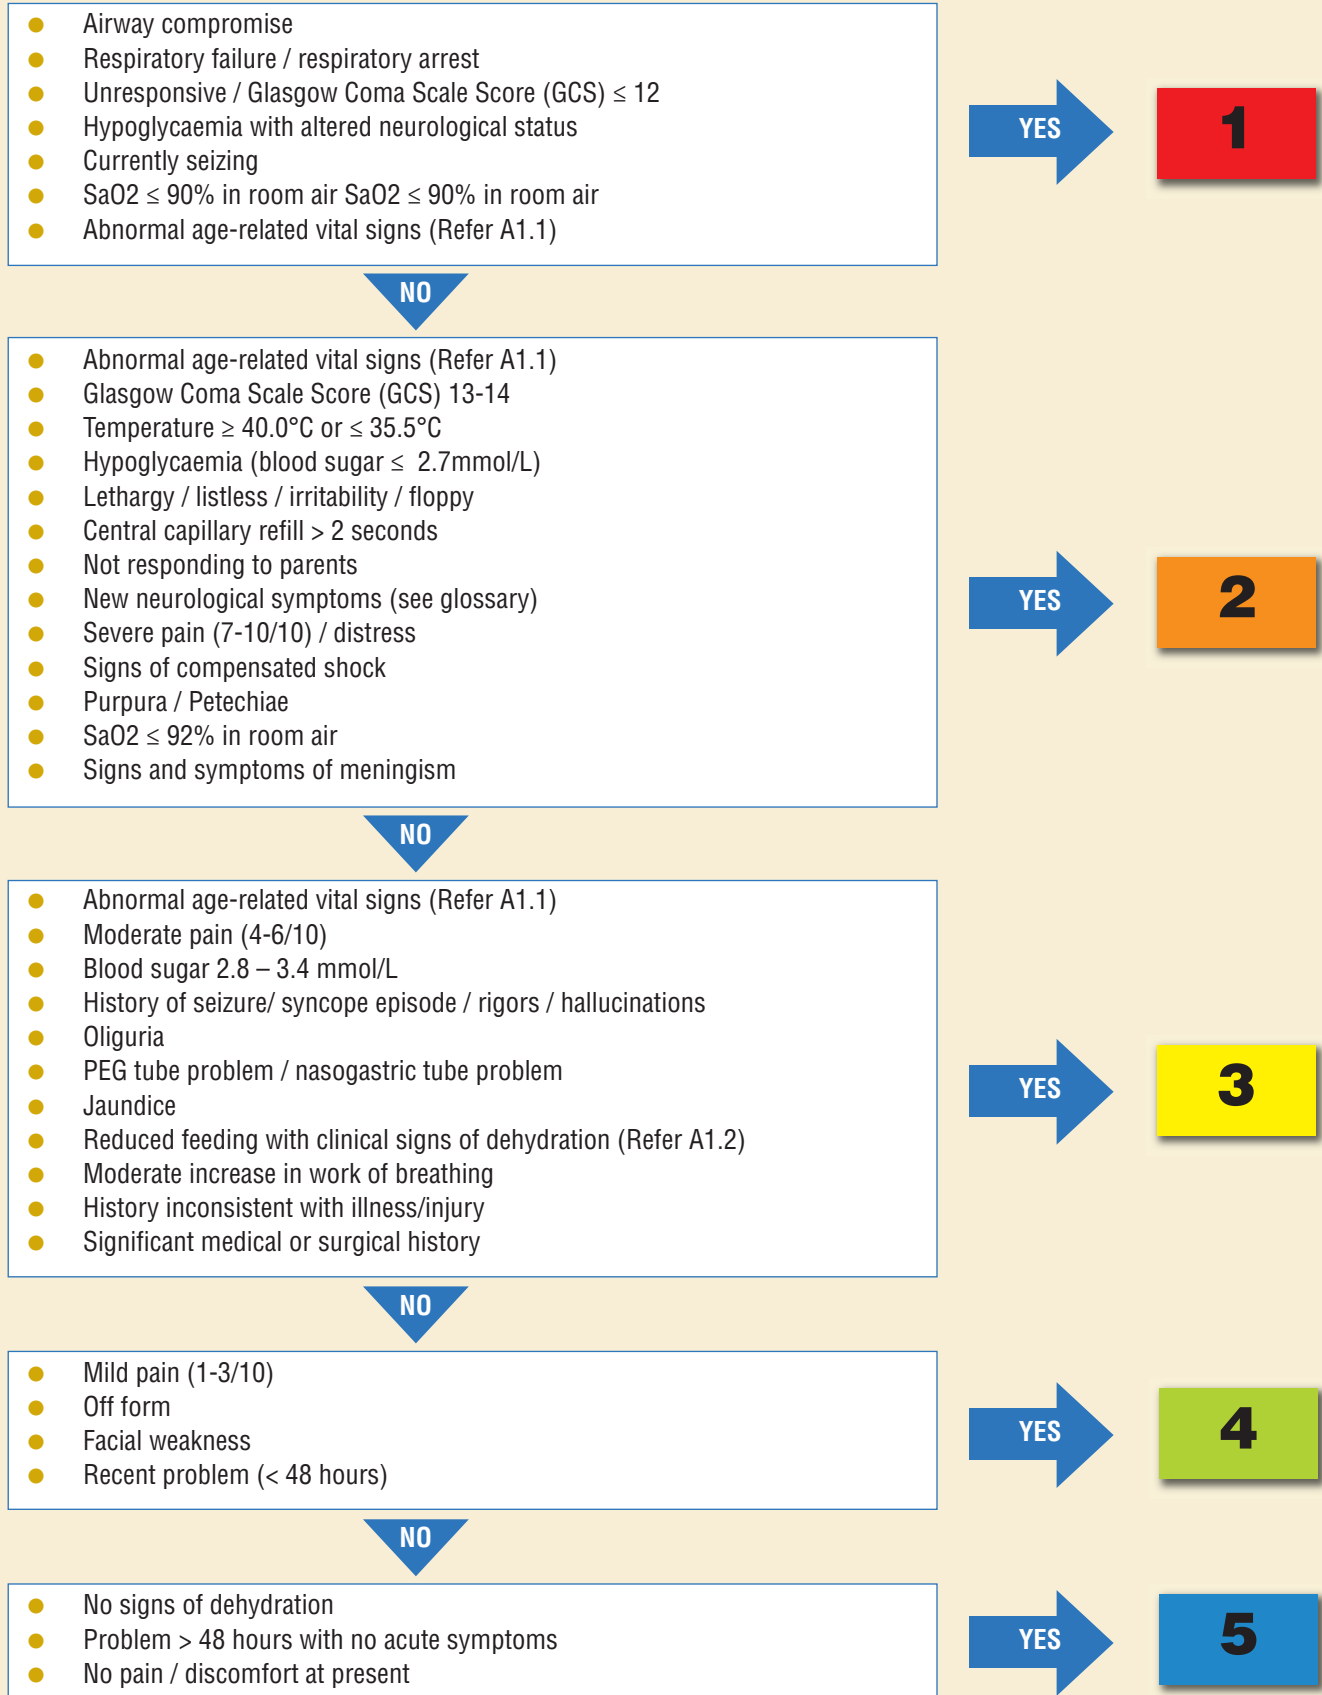 ● Airway compromise
● Respiratory failure / respiratory arrest
● Unresponsive / Glasgow Coma Scale Score (GCS) ≤ 12
● Hypoglycaemia with altered neurological status
● Currently seizing
● SaO2 ≤ 90% in room air SaO2 ≤ 90% in room air
● Abnormal age-related vital signs (Refer A1.1)
YES
1
NO
● Abnormal age-related vital signs (Refer A1.1)
● Glasgow Coma Scale Score (GCS) 13-14
● Temperature ≥ 40.0°C or ≤ 35.5°C
● Hypoglycaemia (blood sugar ≤ 2.7mmol/L)
● Lethargy / listless / irritability / floppy
● Central capillary refill > 2 seconds
● Not responding to parents
● New neurological symptoms (see glossary)
● Severe pain (7-10/10) / distress
● Signs of compensated shock
● Purpura / Petechiae
● SaO2 ≤ 92% in room air
● Signs and symptoms of meningism
YES
2
NO
● Abnormal age-related vital signs (Refer A1.1)
● Moderate pain (4-6/10)
● Blood sugar 2.8 – 3.4 mmol/L
● History of seizure/ syncope episode / rigors / hallucinations
● Oliguria
● PEG tube problem / nasogastric tube problem
● Jaundice
● Reduced feeding with clinical signs of dehydration (Refer A1.2)
● Moderate increase in work of breathing
● History inconsistent with illness/injury
● Significant medical or surgical history
YES
3
NO
● Mild pain (1-3/10)
● Off form
● Facial weakness
● Recent problem (< 48 hours)
YES
4
NO
● No signs of dehydration
● Problem > 48 hours with no acute symptoms
● No pain / discomfort at present
YES
5